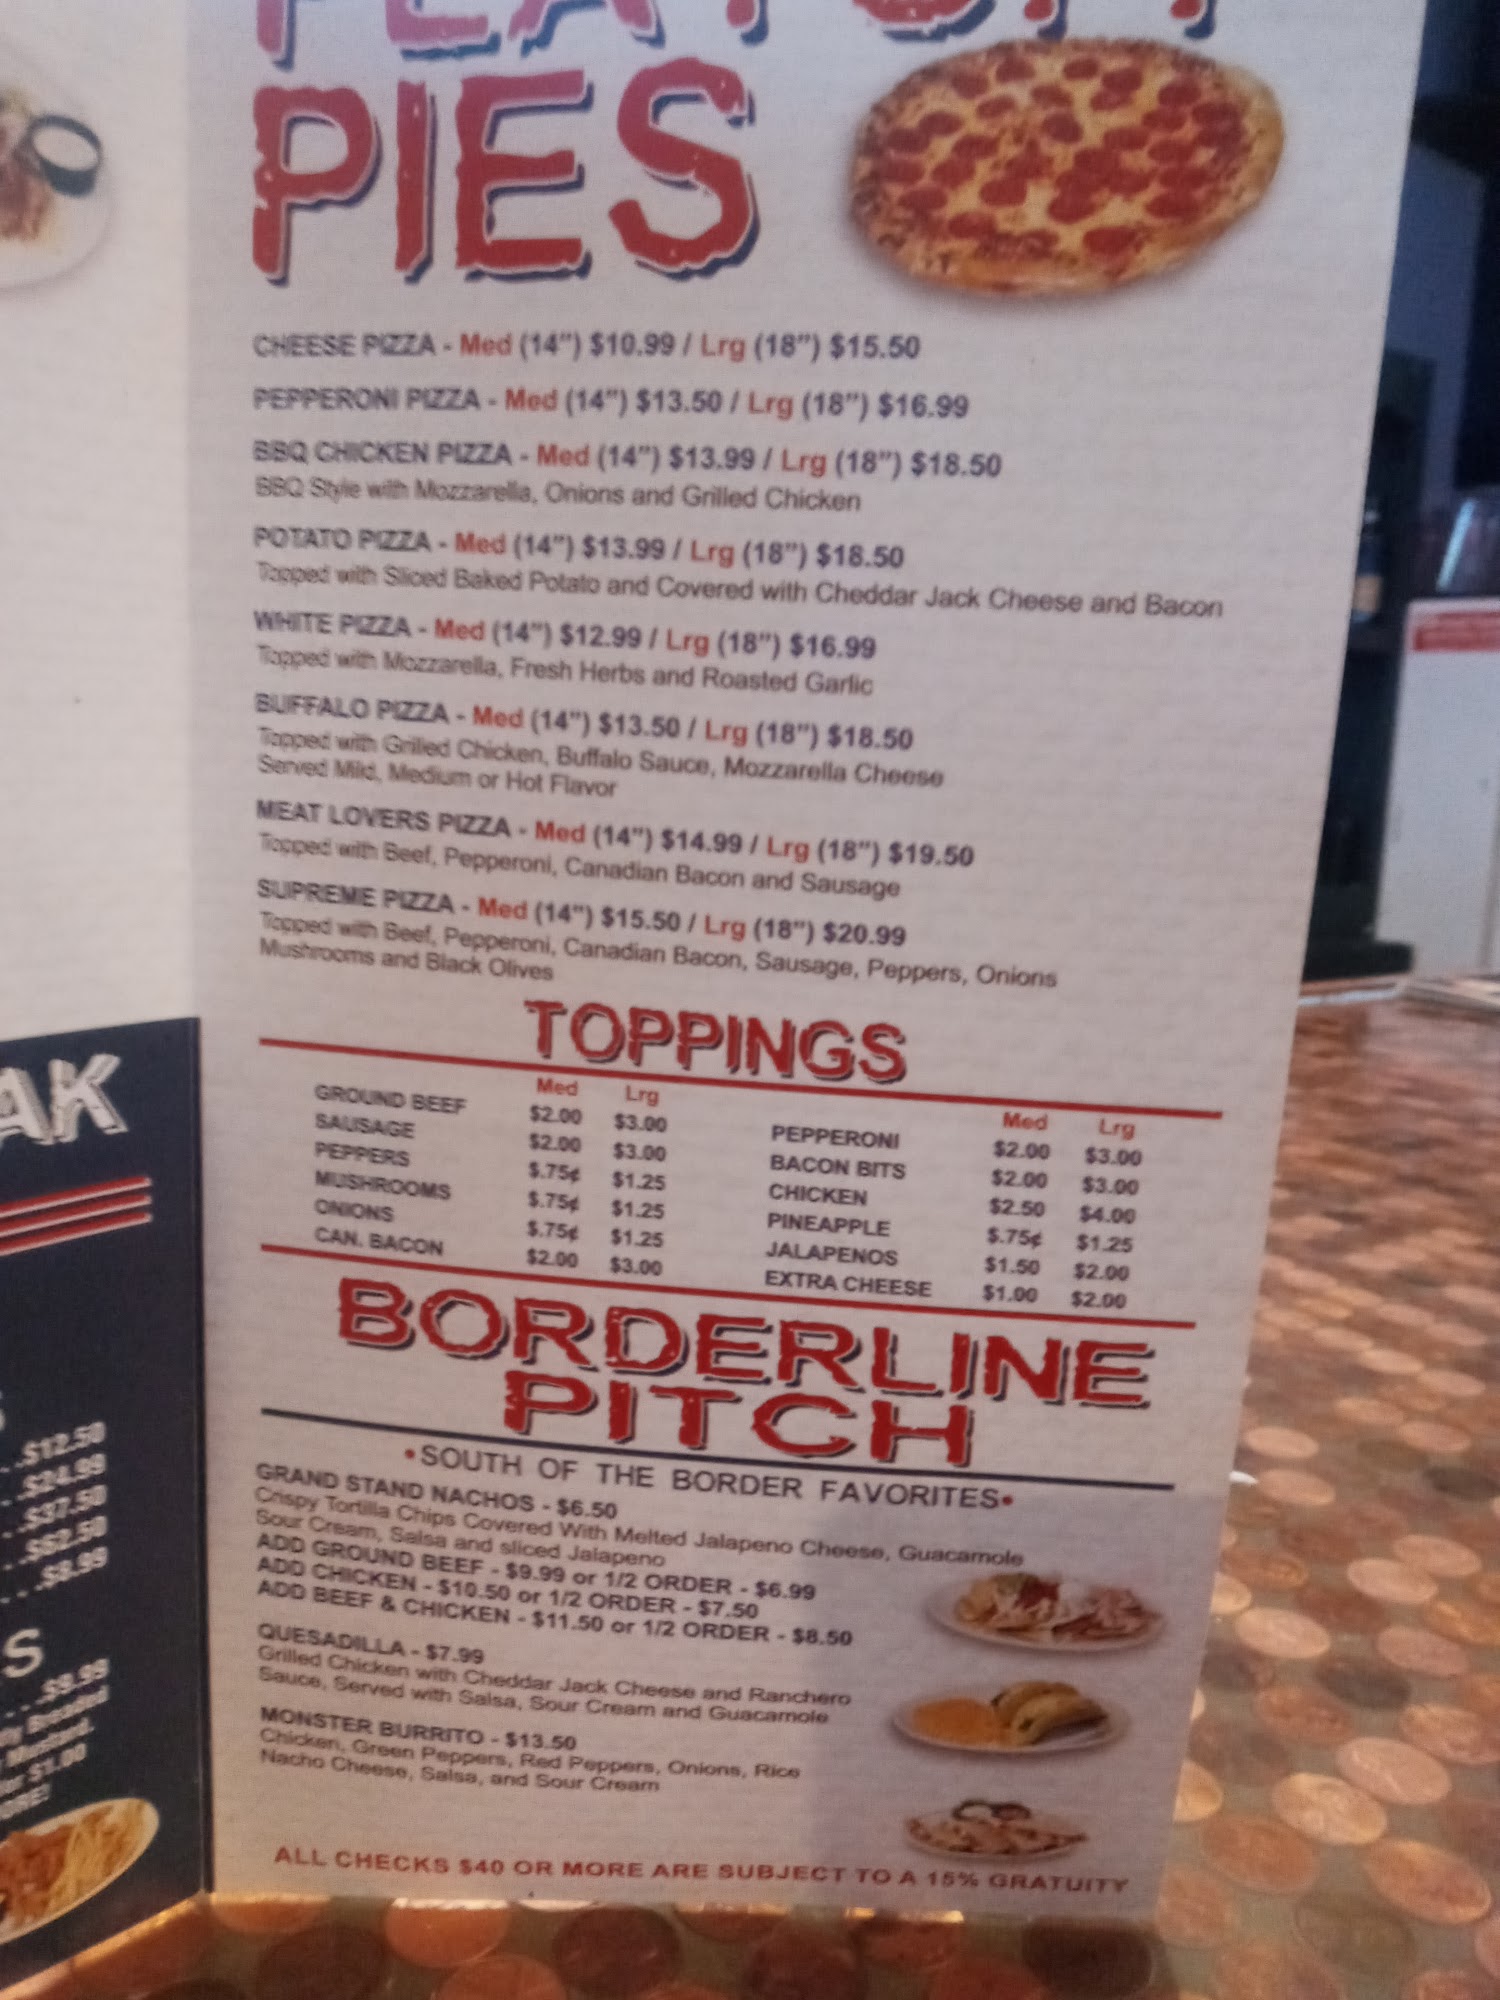 PIES
CHEESE PIZZA - Med (14") $10.99 / Lrg (18") $15.50
PEPPERONI PIZZA - Med (14") $13.50 / Lrg (18") $16.99
BBQ CHICKEN PIZZA - Med (14") $13.99 / Lrg (18") $18.50
BBQ Style with Mozzarella, Onions and Grilled Chicken
POTATO PIZZA - Med (14") $13.99 / Lrg (18") $18.50
Topped with Sliced Baked Potato and Covered with Cheddar Jack Cheese and Bacon
WHITE PIZZA - Med (14") $12.99 / Lrg (18") $16.99
Topped with Mozzarella, Fresh Herbs and Roasted Garlic
BUFFALO PIZZA - Med (14") $13.50 / Lrg (18") $18.50
Topped with Grilled Chicken, Buffalo Sauce, Mozzarella Cheese
Served Mild, Medium or Hot Flavor
MEAT LOVERS PIZZA - Med (14") $14.99 / Lrg (18") $19.50
Topped with Beef, Pepperoni, Canadian Bacon and Sausage
SUPREME PIZZA - Med (14") $15.50 / Lrg (18") $20.99
Topped with Beef, Pepperoni, Canadian Bacon, Sausage, Peppers, Onions
Mushrooms and Black Olives
TOPPINGS
Med Lrg
GROUND BEEF $2.00 $3.00
SAUSAGE $2.00 $3.00
PEPPERS $.75¢ $1.25
MUSHROOMS $.75¢ $1.25
ONIONS $.75¢ $1.25
CAN. BACON $2.00 $3.00
Med Lrg
PEPPERONI $2.00 $3.00
BACON BITS $2.00 $3.00
CHICKEN $2.50 $4.00
PINEAPPLE $.75¢ $1.25
JALAPENOS $1.50 $2.00
EXTRA CHEESE $1.00 $2.00
BORDERLINE
PITCH
•SOUTH OF THE BORDER FAVORITES•
GRAND STAND NACHOS - $6.50
Crispy Tortilla Chips Covered With Melted Jalapeno Cheese, Guacamole
Sour Cream, Salsa and sliced Jalapeno
ADD GROUND BEEF - $9.99 or 1/2 ORDER - $6.99
ADD CHICKEN - $10.50 or 1/2 ORDER - $7.50
ADD BEEF & CHICKEN - $11.50 or 1/2 ORDER - $8.50
QUESADILLA - $7.99
Grilled Chicken with Cheddar Jack Cheese and Ranchero
Sauce, Served with Salsa, Sour Cream and Guacamole
MONSTER BURRITO - $13.50
Chicken, Green Peppers, Red Peppers, Onions, Rice
Nacho Cheese, Salsa, and Sour Cream
ALL CHECKS $40 OR MORE ARE SUBJECT TO A 15% GRATUITY
AK
...$12.50
...$24.99
...$37.50
...$62.50
...$8.99
S
...$9.99
$1.00